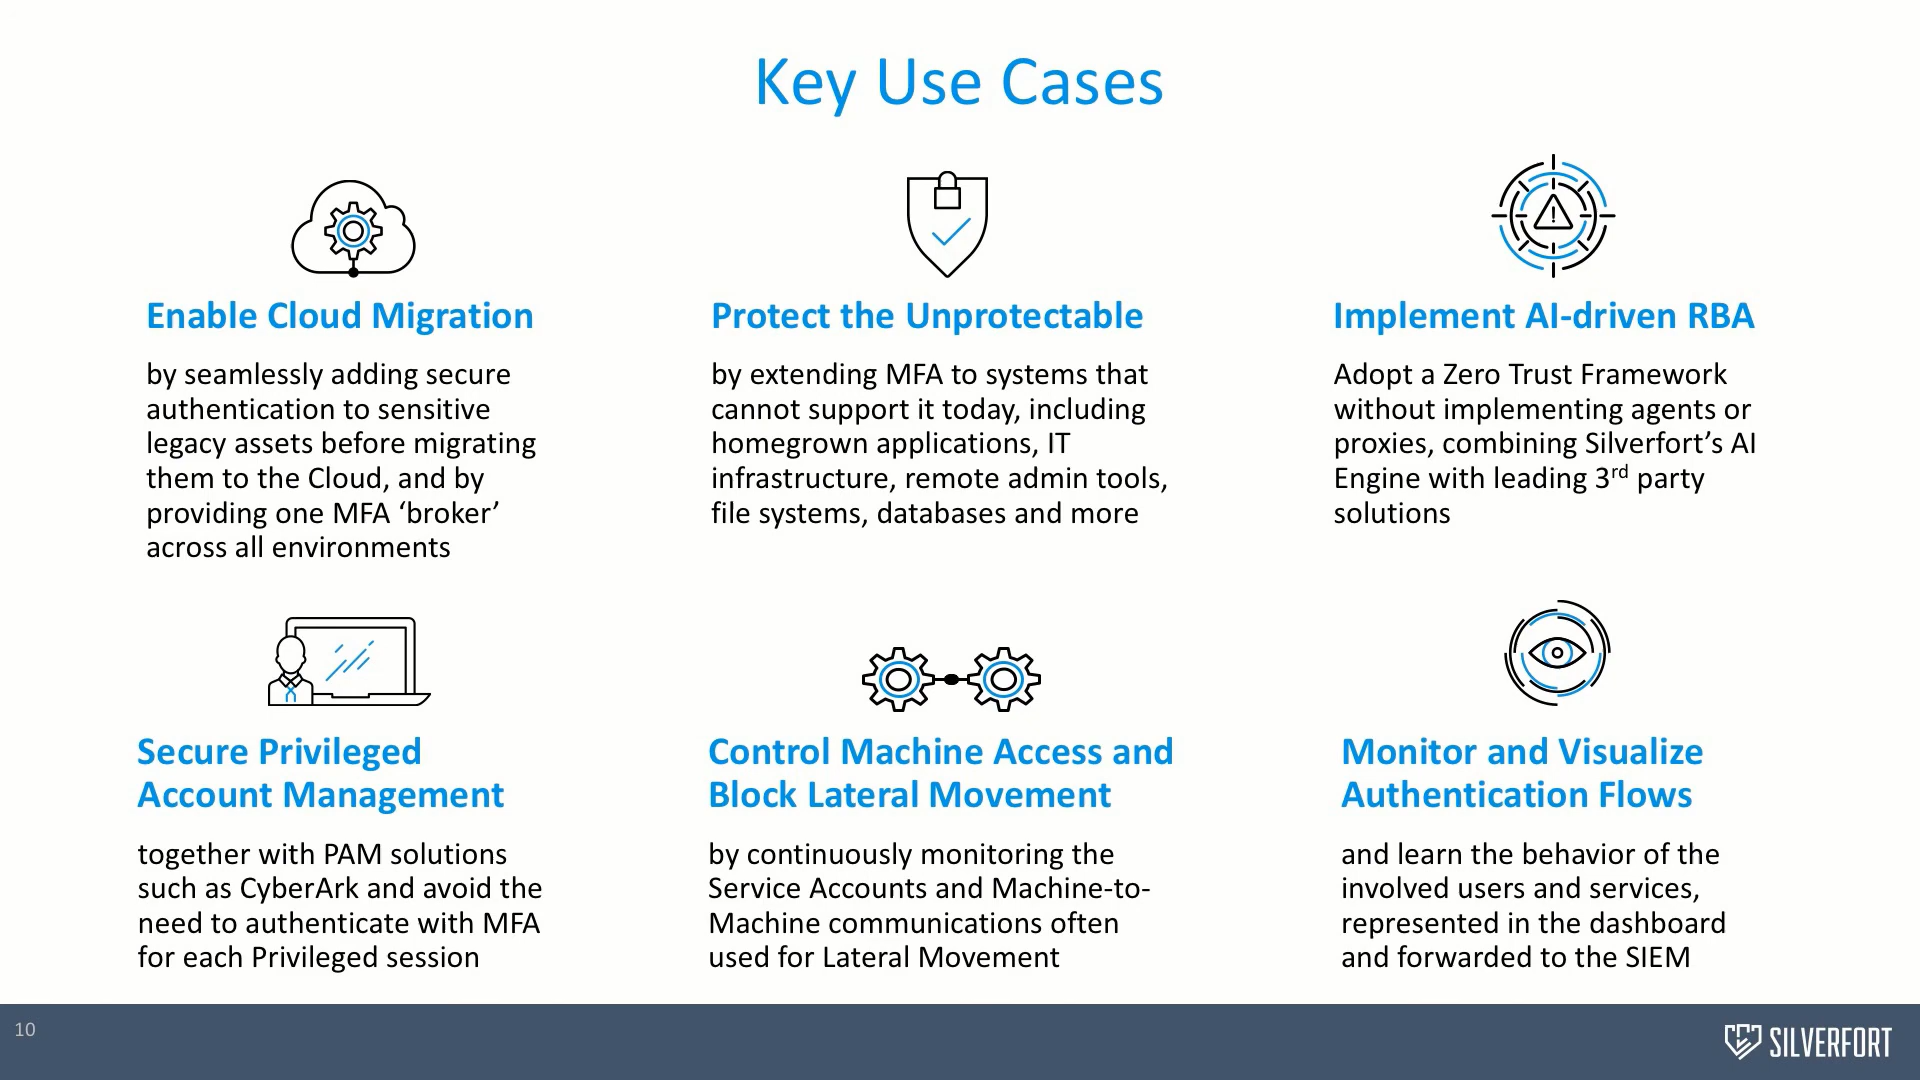 Key Use Cases
Enable Cloud Migration
by seamlessly adding secure
authentication to sensitive
legacy assets before migrating
them to the Cloud, and by
providing one MFA ‘broker’
across all environments
Protect the Unprotectable
by extending MFA to systems that
cannot support it today, including
homegrown applications, IT
infrastructure, remote admin tools,
file systems, databases and more
Implement AI-driven RBA
Adopt a Zero Trust Framework
without implementing agents or
proxies, combining Silverfort’s AI
Engine with leading 3rd party
solutions
Secure Privileged
Account Management
together with PAM solutions
such as CyberArk and avoid the
need to authenticate with MFA
for each Privileged session
Control Machine Access and
Block Lateral Movement
by continuously monitoring the
Service Accounts and Machine-to-
Machine communications often
used for Lateral Movement
Monitor and Visualize
Authentication Flows
and learn the behavior of the
involved users and services,
represented in the dashboard
and forwarded to the SIEM
10
SILVERFORT